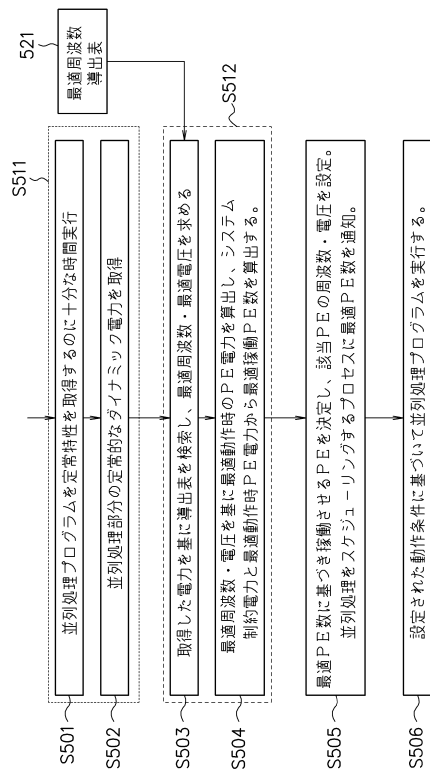 521
最適周波数
導出表
S511
S501
並列処理プログラムを定常特性を取得するのに十分な時間実行
S502
並列処理部分の定常的なダイナミック電力を取得
S512
S503
取得した電力を基に導出表を検索し、最適周波数・最適電圧を求める
S504
最適周波数・電圧を基に最適動作時のPE電力を算出し、システム
制約電力と最適動作時PE電力から最適稼動PE数を算出する。
S505
最適PE数に基づき稼働させるPEを決定し、該当PEの周波数・電圧を設定。
並列処理をスケジューリングするプロセスに最適PE数を通知。
S506
設定された動作条件に基づいて並列処理プログラムを実行する。